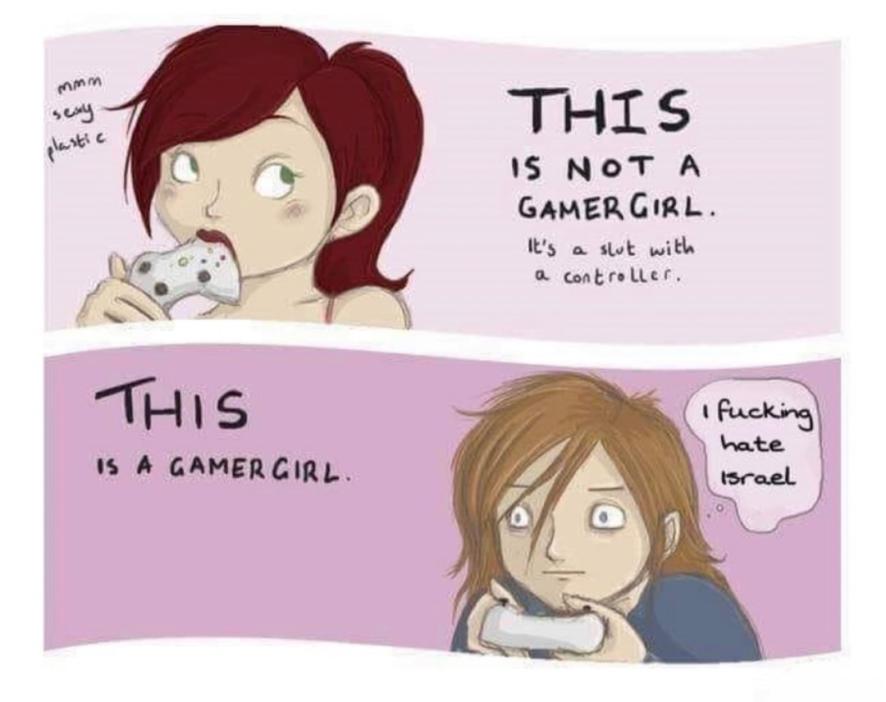 mmm
sexy
plastic
THIS
IS NOT A
GAMER GIRL.
It's a slut with
a controller.
THIS
IS A GAMER GIRL.
I fucking
hate
Israel